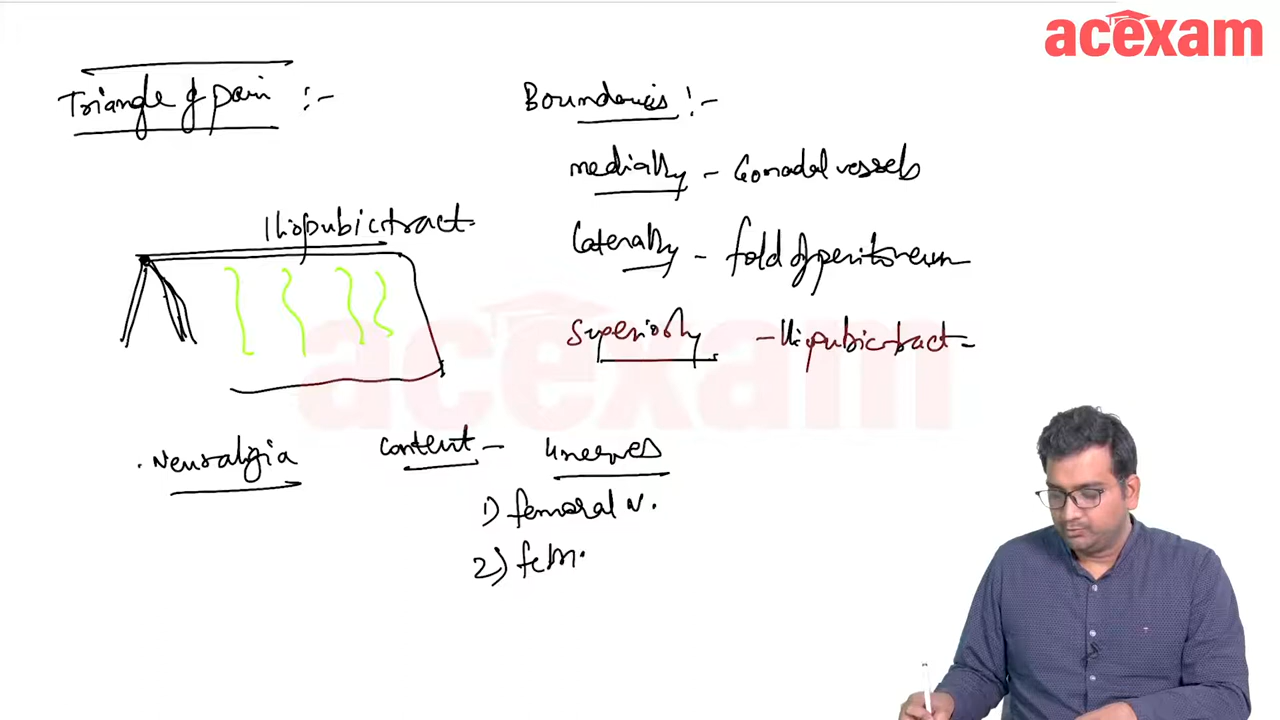 acexam
Triangle of pain :-
Boundaries :-
medially - Gonadal vessels
laterally - fold of peritoneum
Superiorly - Iliopubic tract
Iliopubic tract
. Neuralgia
content - 4 nerves
1) femoral N.
2) fem.
acexam